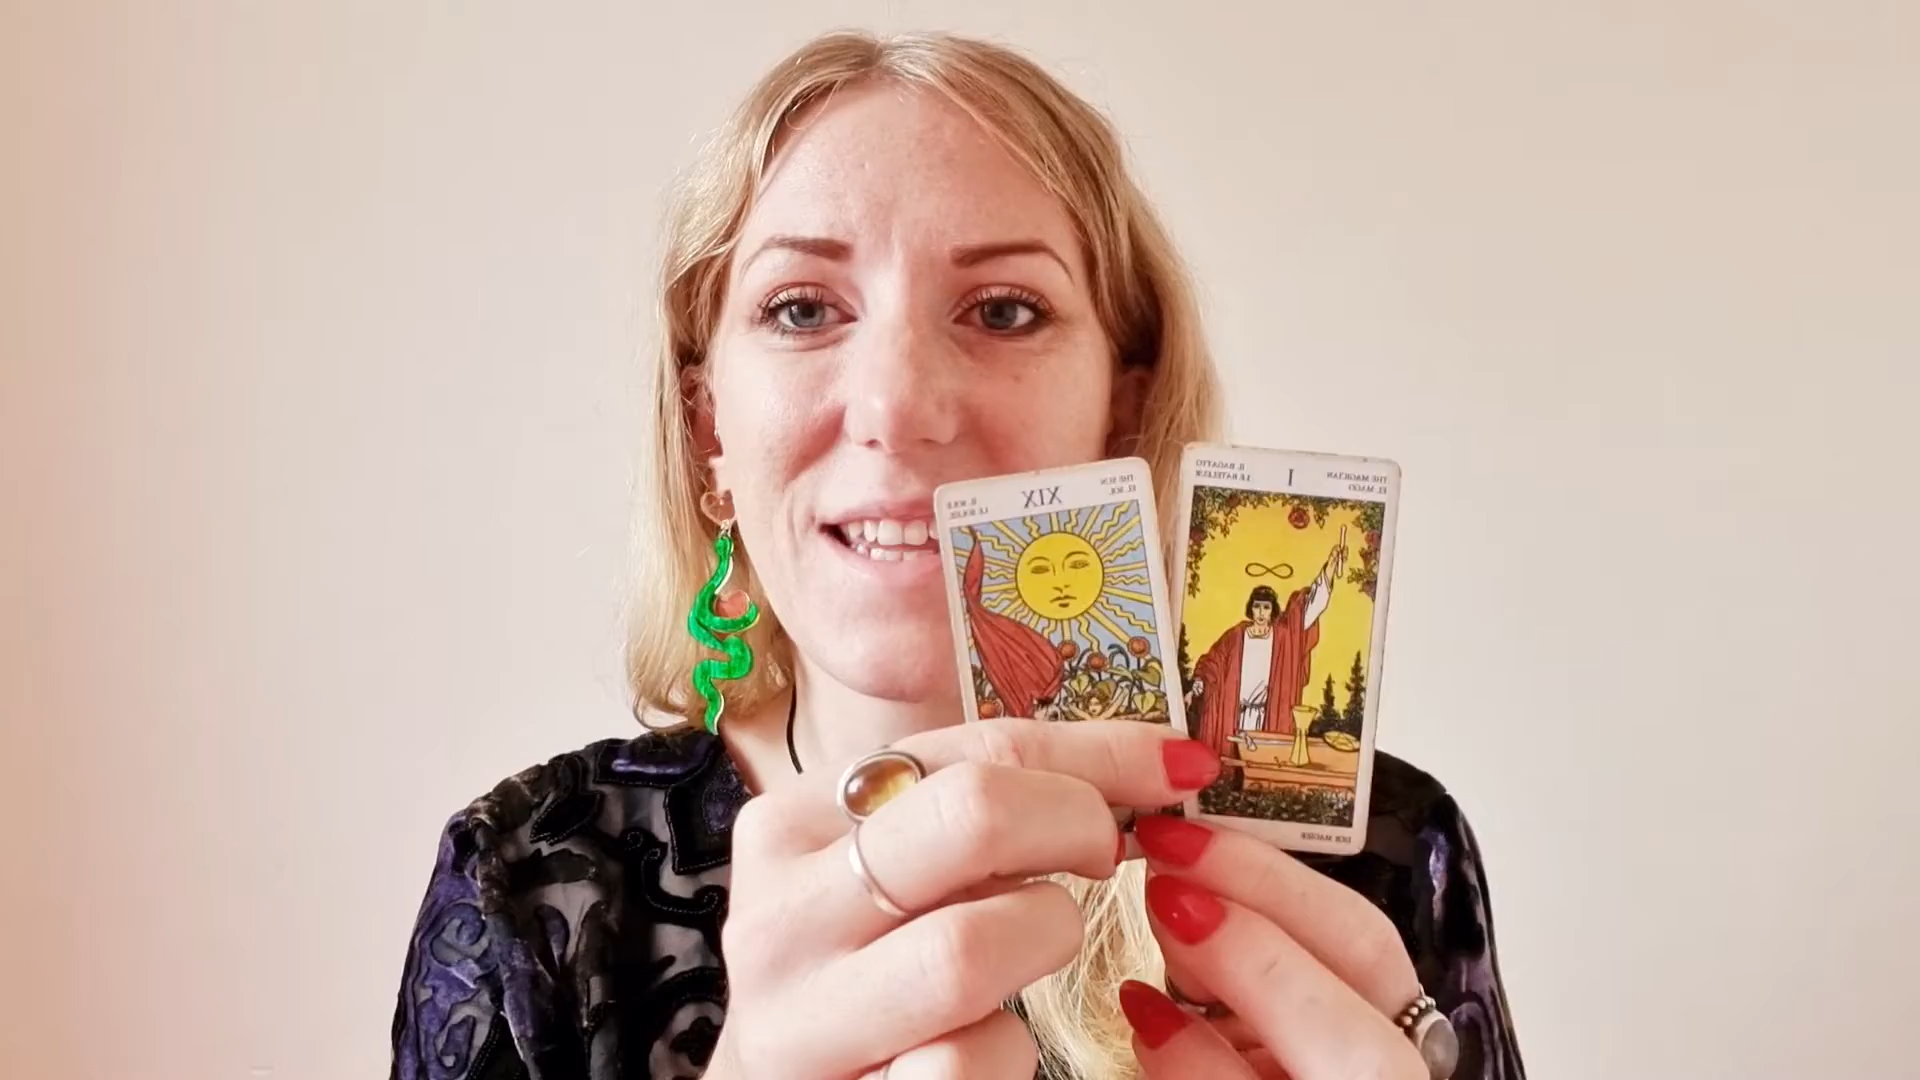 IL SOLE
LE SOLEIL
XIX
THE SUN
EL SOL
IL BAGATTO
LE BATELEUR
I
THE MAGICIAN
EL MAGO
DER MAGIER